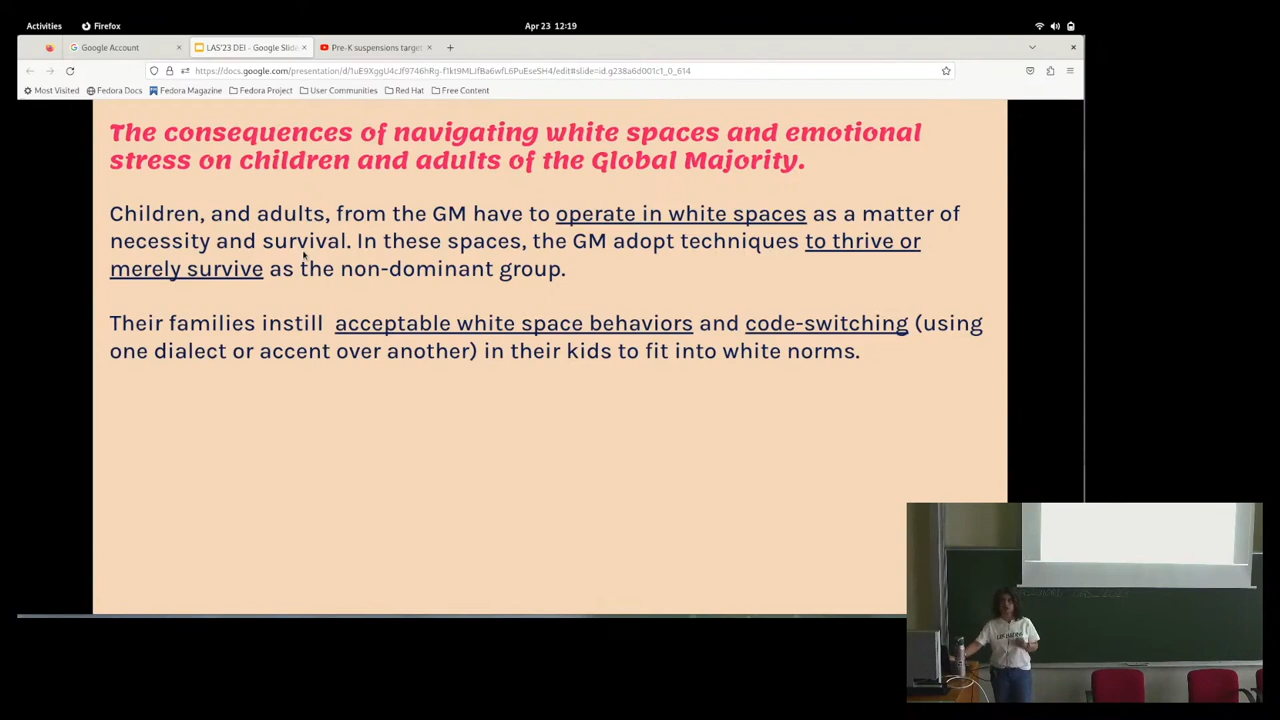 Activities
Firefox
Apr 23 12:19
Google Account
LAS'23 DEI - Google Slide
Pre-K suspensions target
https://docs.google.com/presentation/d/1uE9XggU4cJf9746hRg-f1kt9MLJfBa6wfL6PuEseSH4/edit#slide=id.g238a6d001c1_0_614
Most Visited
Fedora Docs
Fedora Magazine
Fedora Project
User Communities
Red Hat
Free Content
The consequences of navigating white spaces and emotional
stress on children and adults of the Global Majority.
Children, and adults, from the GM have to operate in white spaces as a matter of
necessity and survival. In these spaces, the GM adopt techniques to thrive or
merely survive as the non-dominant group.
Their families instill acceptable white space behaviors and code-switching (using
one dialect or accent over another) in their kids to fit into white norms.